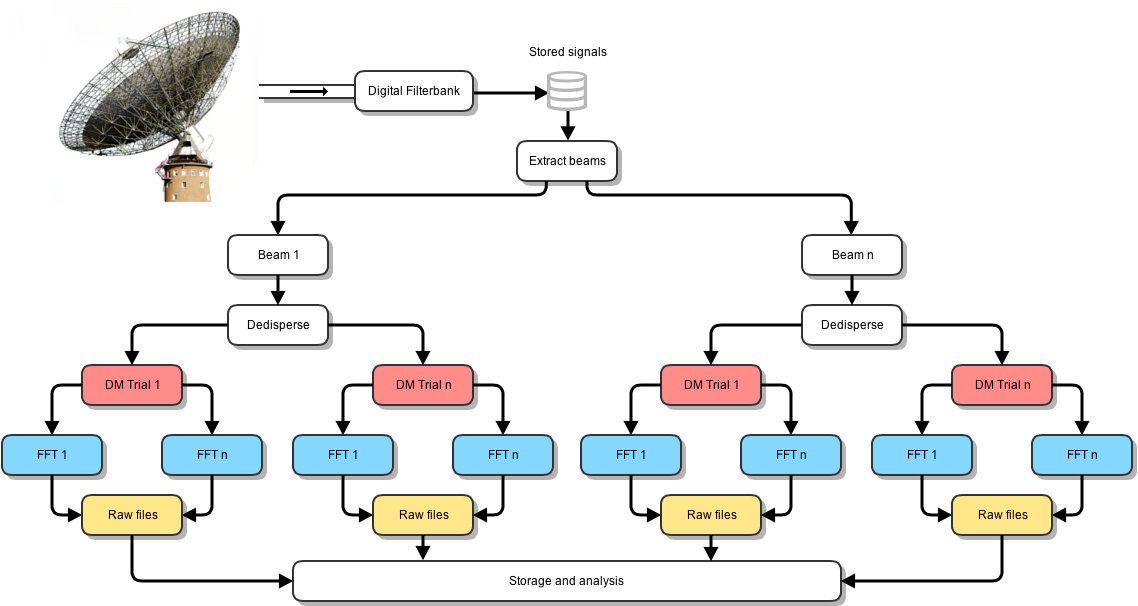 Stored signals
Digital Filterbank
Extract beams
Beam 1
Beam n
Dedisperse
Dedisperse
DM Trial 1
DM Trial n
DM Trial 1
DM Trial n
FFT 1
FFT n
FFT 1
FFT n
FFT 1
FFT n
FFT 1
FFT n
Raw files
Raw files
Raw files
Raw files
Storage and analysis